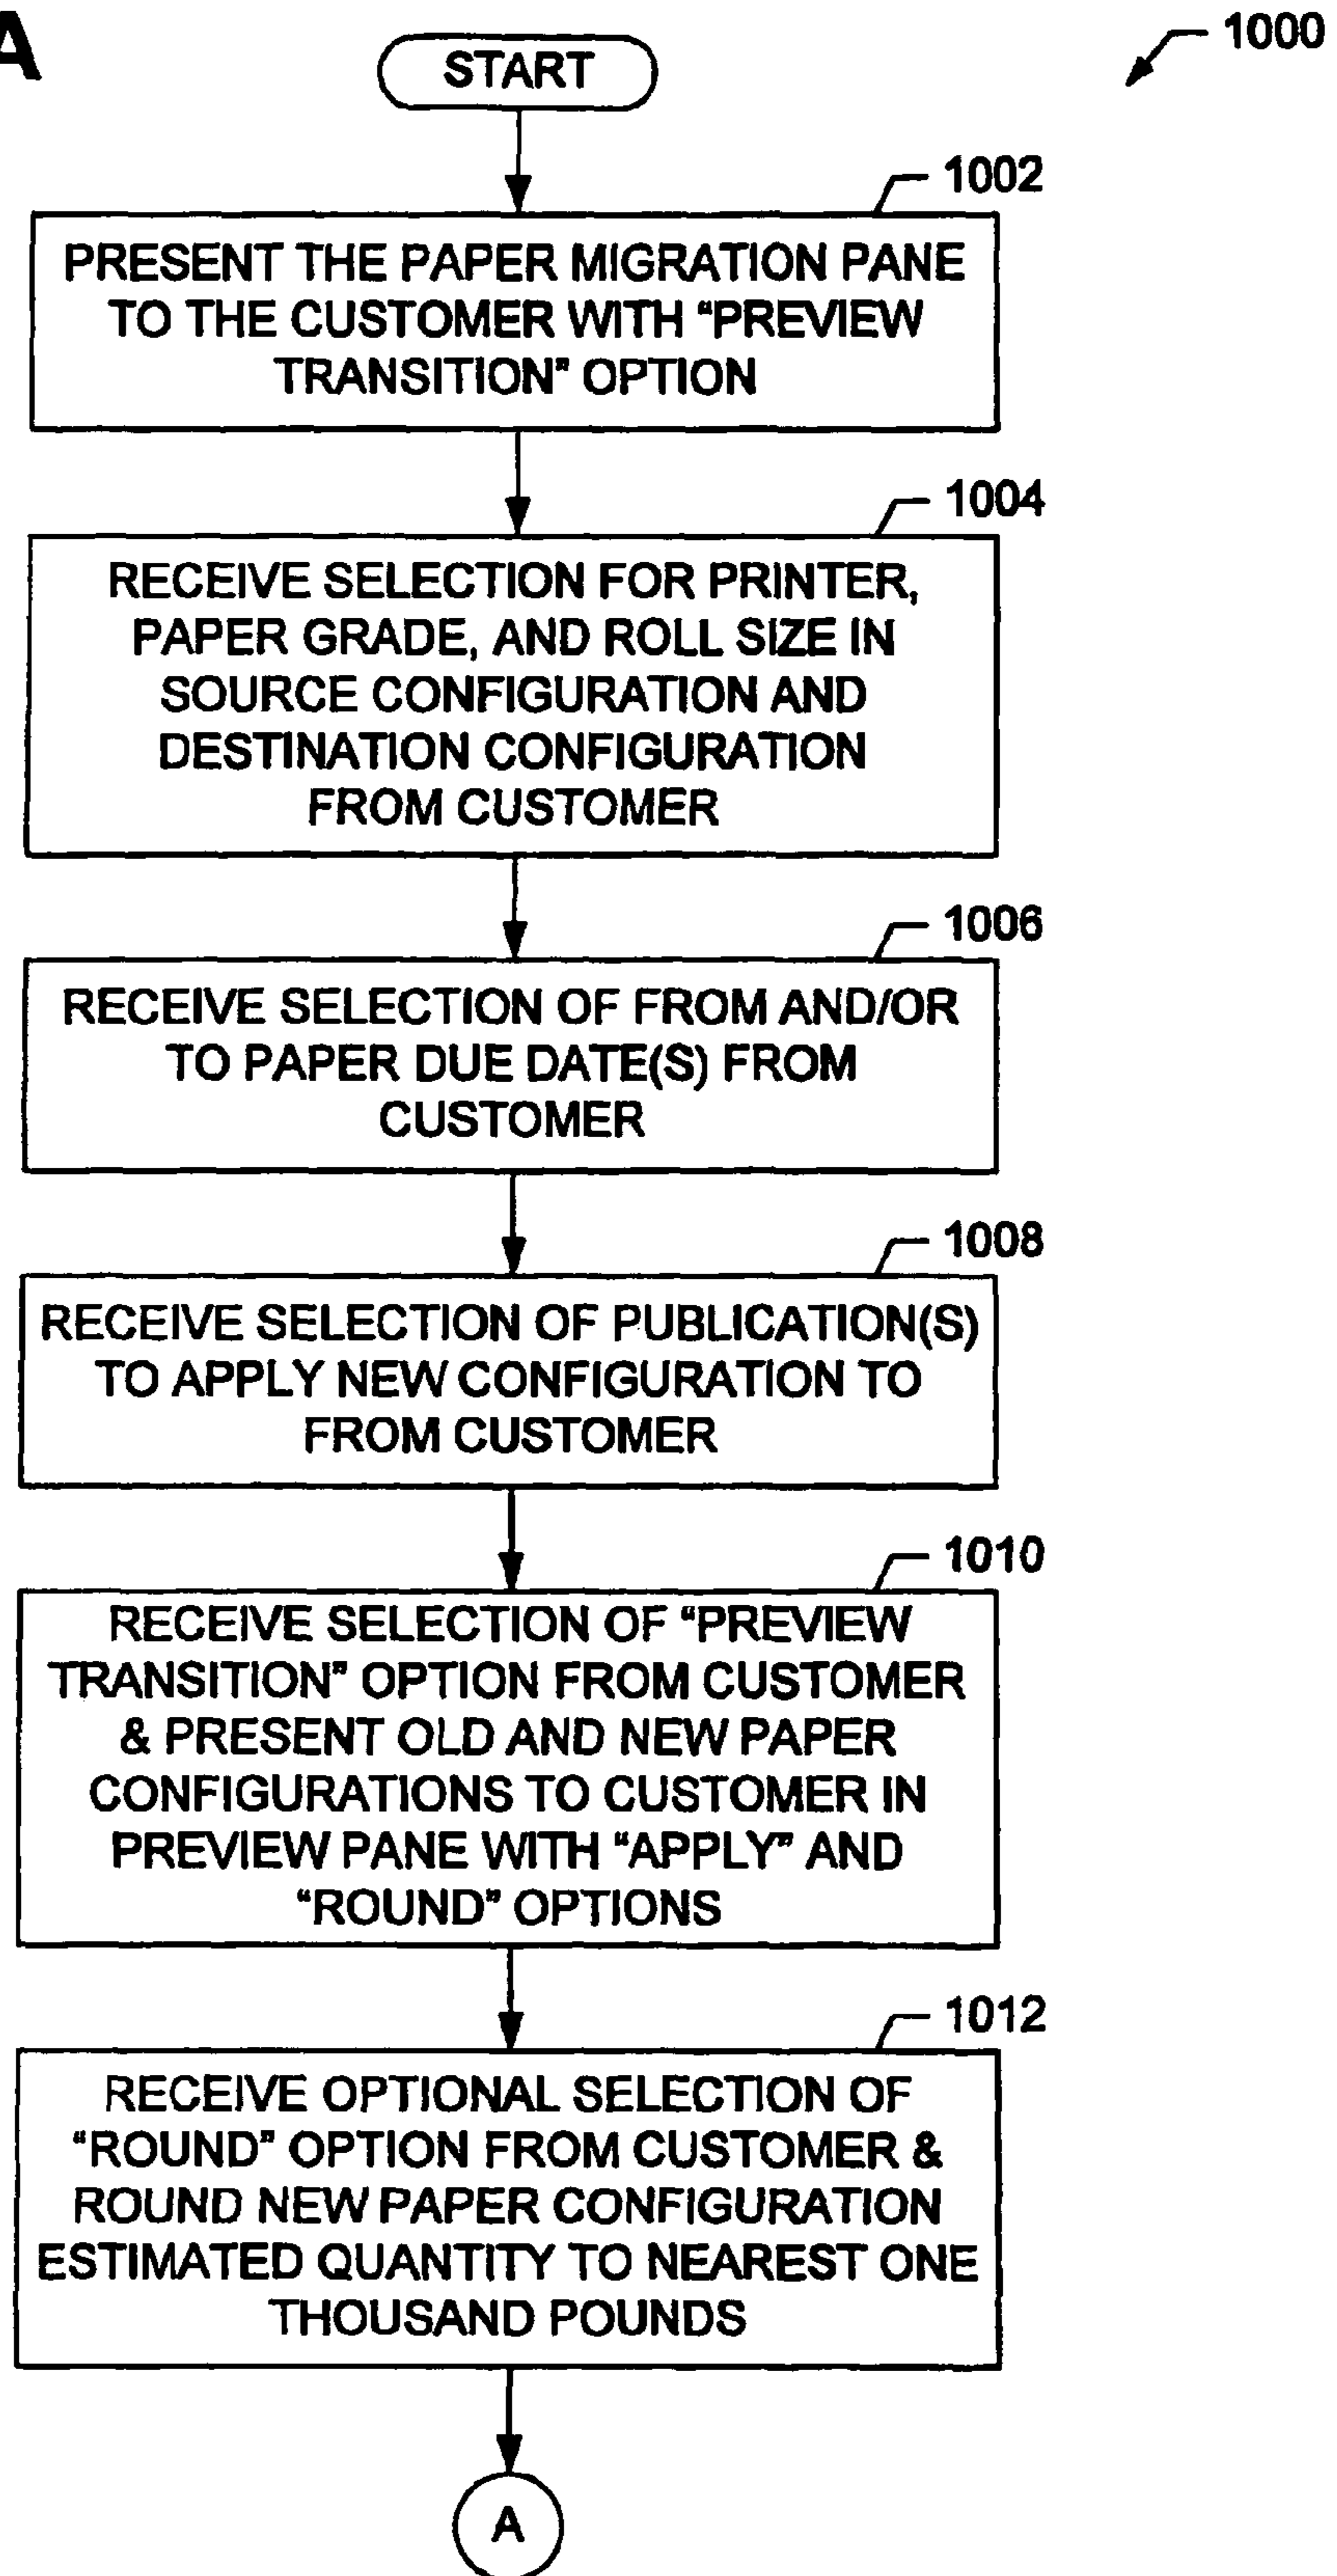 A
START
1000
1002
PRESENT THE PAPER MIGRATION PANE
TO THE CUSTOMER WITH "PREVIEW
TRANSITION" OPTION
1004
RECEIVE SELECTION FOR PRINTER,
PAPER GRADE, AND ROLL SIZE IN
SOURCE CONFIGURATION AND
DESTINATION CONFIGURATION
FROM CUSTOMER
1006
RECEIVE SELECTION OF FROM AND/OR
TO PAPER DUE DATE(S) FROM
CUSTOMER
1008
RECEIVE SELECTION OF PUBLICATION(S)
TO APPLY NEW CONFIGURATION TO
FROM CUSTOMER
1010
RECEIVE SELECTION OF "PREVIEW
TRANSITION" OPTION FROM CUSTOMER
& PRESENT OLD AND NEW PAPER
CONFIGURATIONS TO CUSTOMER IN
PREVIEW PANE WITH "APPLY" AND
"ROUND" OPTIONS
1012
RECEIVE OPTIONAL SELECTION OF
"ROUND" OPTION FROM CUSTOMER &
ROUND NEW PAPER CONFIGURATION
ESTIMATED QUANTITY TO NEAREST ONE
THOUSAND POUNDS
A